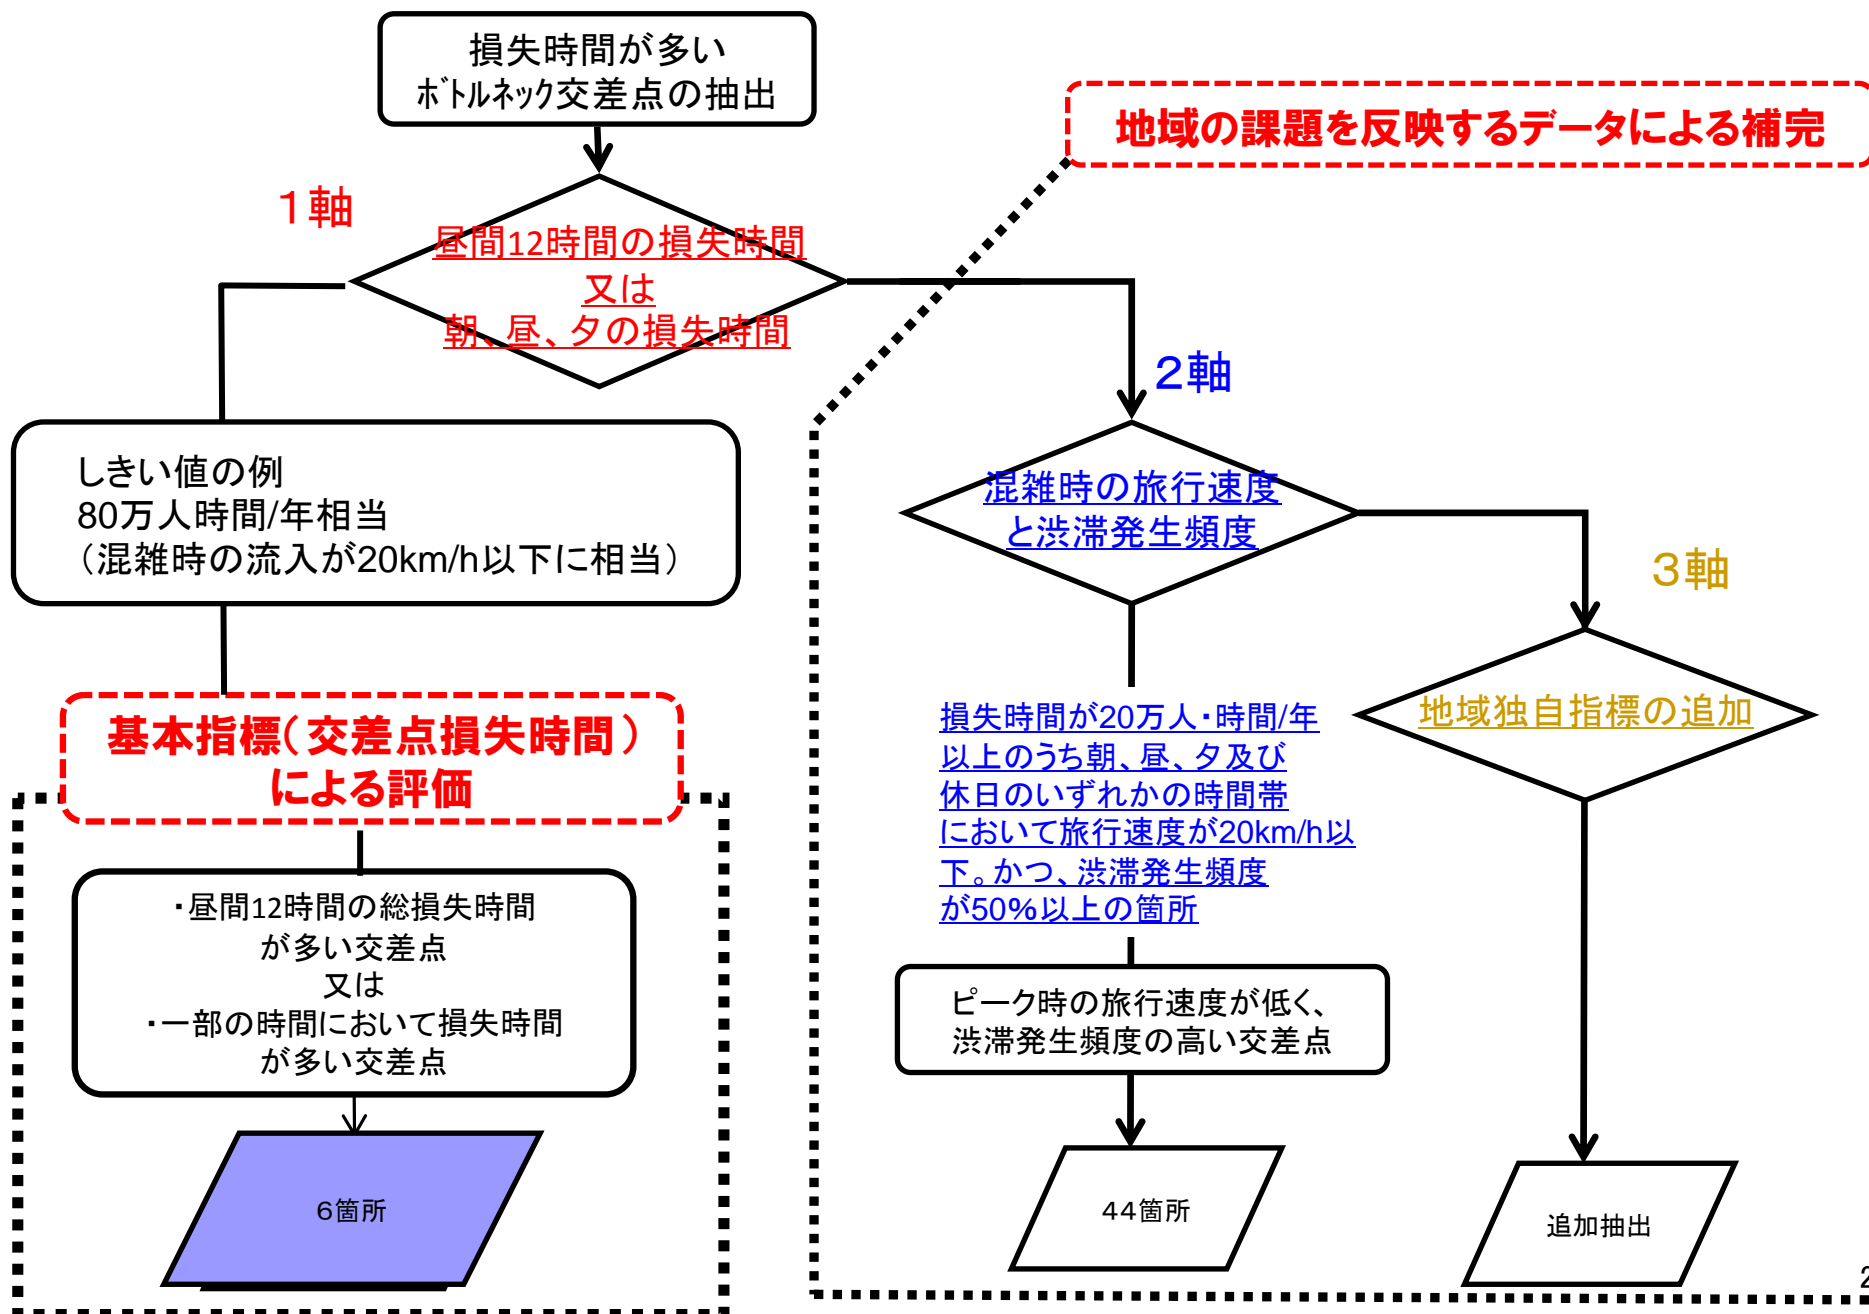 損失時間が多い
ボトルネック交差点の抽出
地域の課題を反映するデータによる補完
１軸
昼間12時間の損失時間
又は
朝、昼、夕の損失時間
２軸
しきい値の例
80万人時間/年相当
（混雑時の流入が20km/h以下に相当）
混雑時の旅行速度
と渋滞発生頻度
３軸
地域独自指標の追加
基本指標（交差点損失時間）
による評価
損失時間が20万人・時間/年
以上のうち朝、昼、夕及び
休日のいずれかの時間帯
において旅行速度が20km/h以
下。かつ、渋滞発生頻度
が50%以上の箇所
・昼間12時間の総損失時間
が多い交差点
又は
・一部の時間において損失時間
が多い交差点
ピーク時の旅行速度が低く、
渋滞発生頻度の高い交差点
６箇所
４４箇所
追加抽出
2